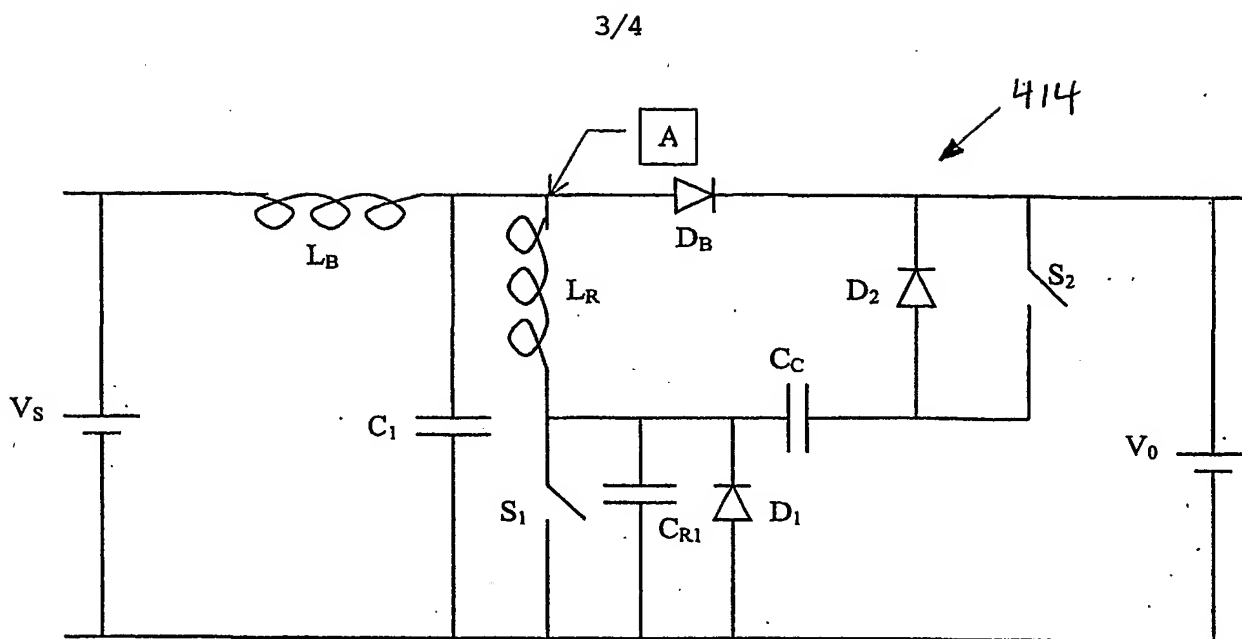 3/4
414
A
L_B
D_B
L_R
D_2
S_2
C_C
V_S
C_1
V_0
S_1
C_R1
D_1